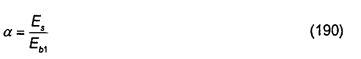 α = E_s / E_b1 (190)